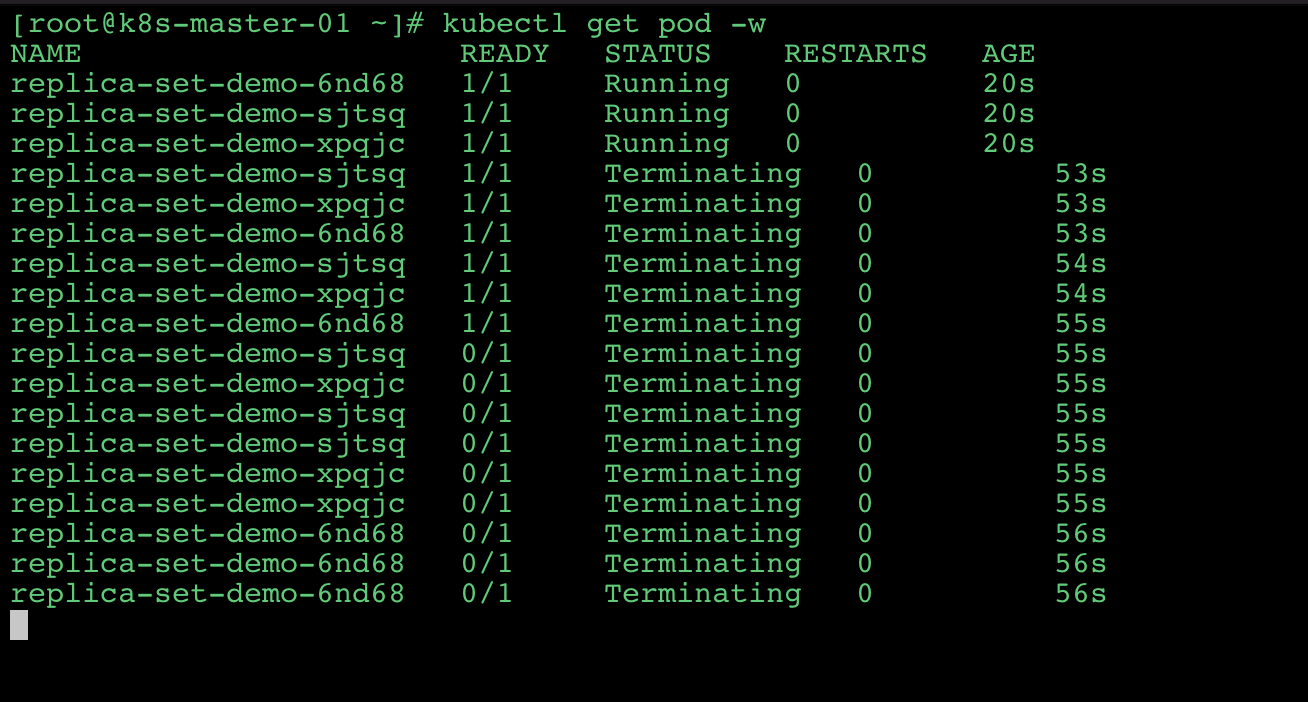 [root@k8s-master-01 ~]# kubectl get pod -w
NAME                     READY   STATUS    RESTARTS   AGE
replica-set-demo-6nd68   1/1     Running   0          20s
replica-set-demo-sjtsq   1/1     Running   0          20s
replica-set-demo-xpqjc   1/1     Running   0          20s
replica-set-demo-sjtsq   1/1     Terminating   0          53s
replica-set-demo-xpqjc   1/1     Terminating   0          53s
replica-set-demo-6nd68   1/1     Terminating   0          53s
replica-set-demo-sjtsq   1/1     Terminating   0          54s
replica-set-demo-xpqjc   1/1     Terminating   0          54s
replica-set-demo-6nd68   1/1     Terminating   0          55s
replica-set-demo-sjtsq   0/1     Terminating   0          55s
replica-set-demo-xpqjc   0/1     Terminating   0          55s
replica-set-demo-sjtsq   0/1     Terminating   0          55s
replica-set-demo-sjtsq   0/1     Terminating   0          55s
replica-set-demo-xpqjc   0/1     Terminating   0          55s
replica-set-demo-xpqjc   0/1     Terminating   0          55s
replica-set-demo-6nd68   0/1     Terminating   0          56s
replica-set-demo-6nd68   0/1     Terminating   0          56s
replica-set-demo-6nd68   0/1     Terminating   0          56s